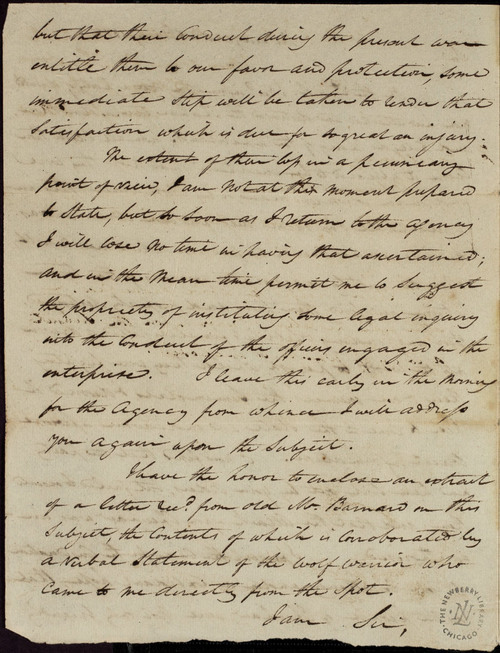 but that their Conduct during the present war
entitle them to our favor and protection, some
immediate step will be taken to render that
Satisfaction which is due for so great an injury.
The extent of their loss in a pecuniary
point of view, I am not at this moment prepared
to State, but so soon as I return to the agency
I will lose no time in having that ascertained;
and in the mean time permit me to Suggest
the propriety of instituting some legal inquiry
into the Conduct of the officers engaged in the
enterprise. I leave this early in the morning
for the Agency from whence I will address
you again upon the Subject.
I have the honor to enclose an extract
of a letter recd. from old Mr. Barnard on this
Subject, the Contents of which is Corroborated by
a verbal Statement of the Wolf warrior who
Came to me directly from the Spot.
I am Sir,
THE NEWBERRY LIBRARY
CHICAGO